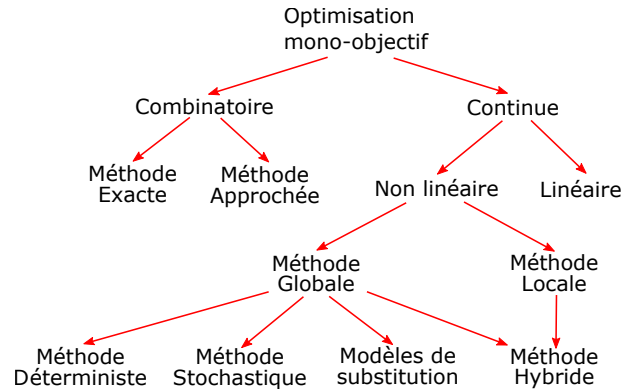 Optimisation
mono-objectif
Combinatoire
Continue
Méthode
Exacte
Méthode
Approchée
Non linéaire
Linéaire
Méthode
Globale
Méthode
Locale
Méthode
Déterministe
Méthode
Stochastique
Modèles de
substitution
Méthode
Hybride